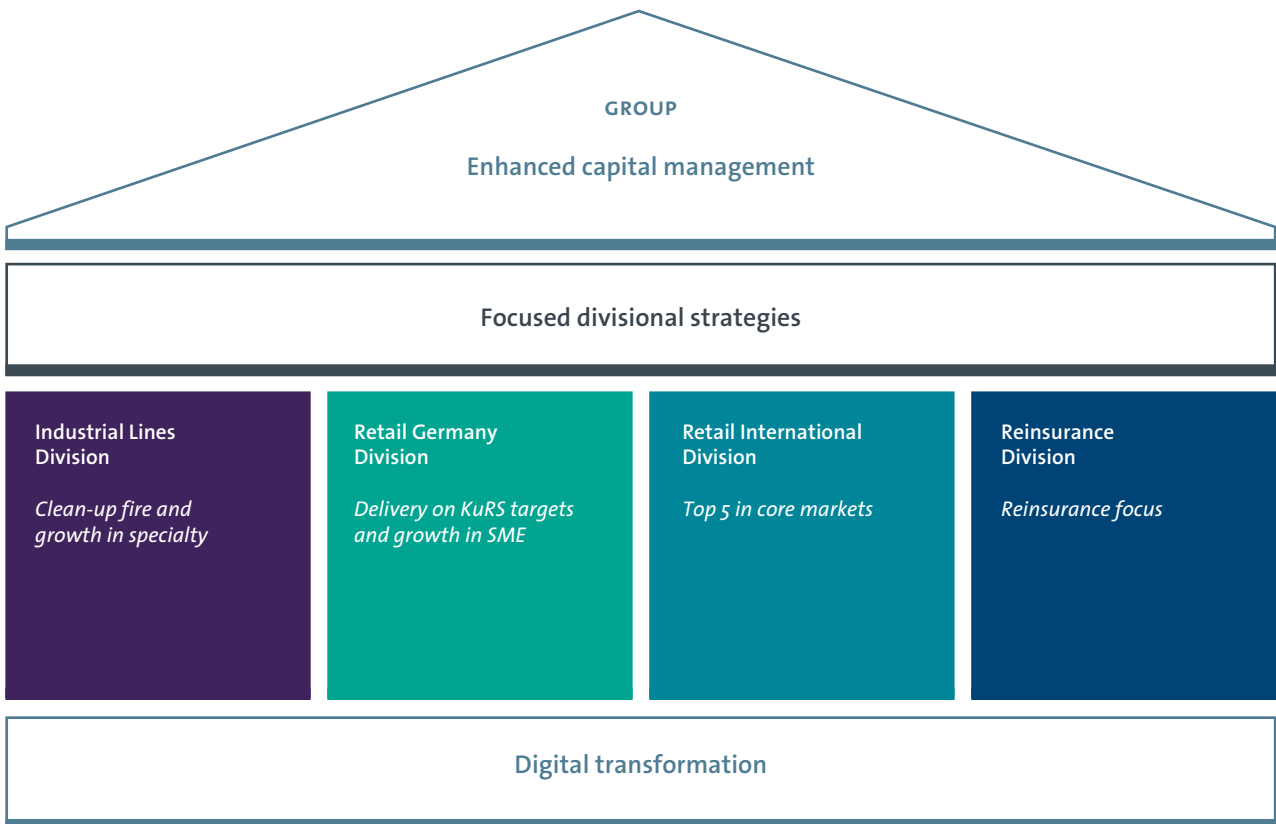 GROUP
Enhanced capital management
Focused divisional strategies
Industrial Lines
Division
Clean-up fire and
growth in specialty
Retail Germany
Division
Delivery on KuRS targets
and growth in SME
Retail International
Division
Top 5 in core markets
Reinsurance
Division
Reinsurance focus
Digital transformation